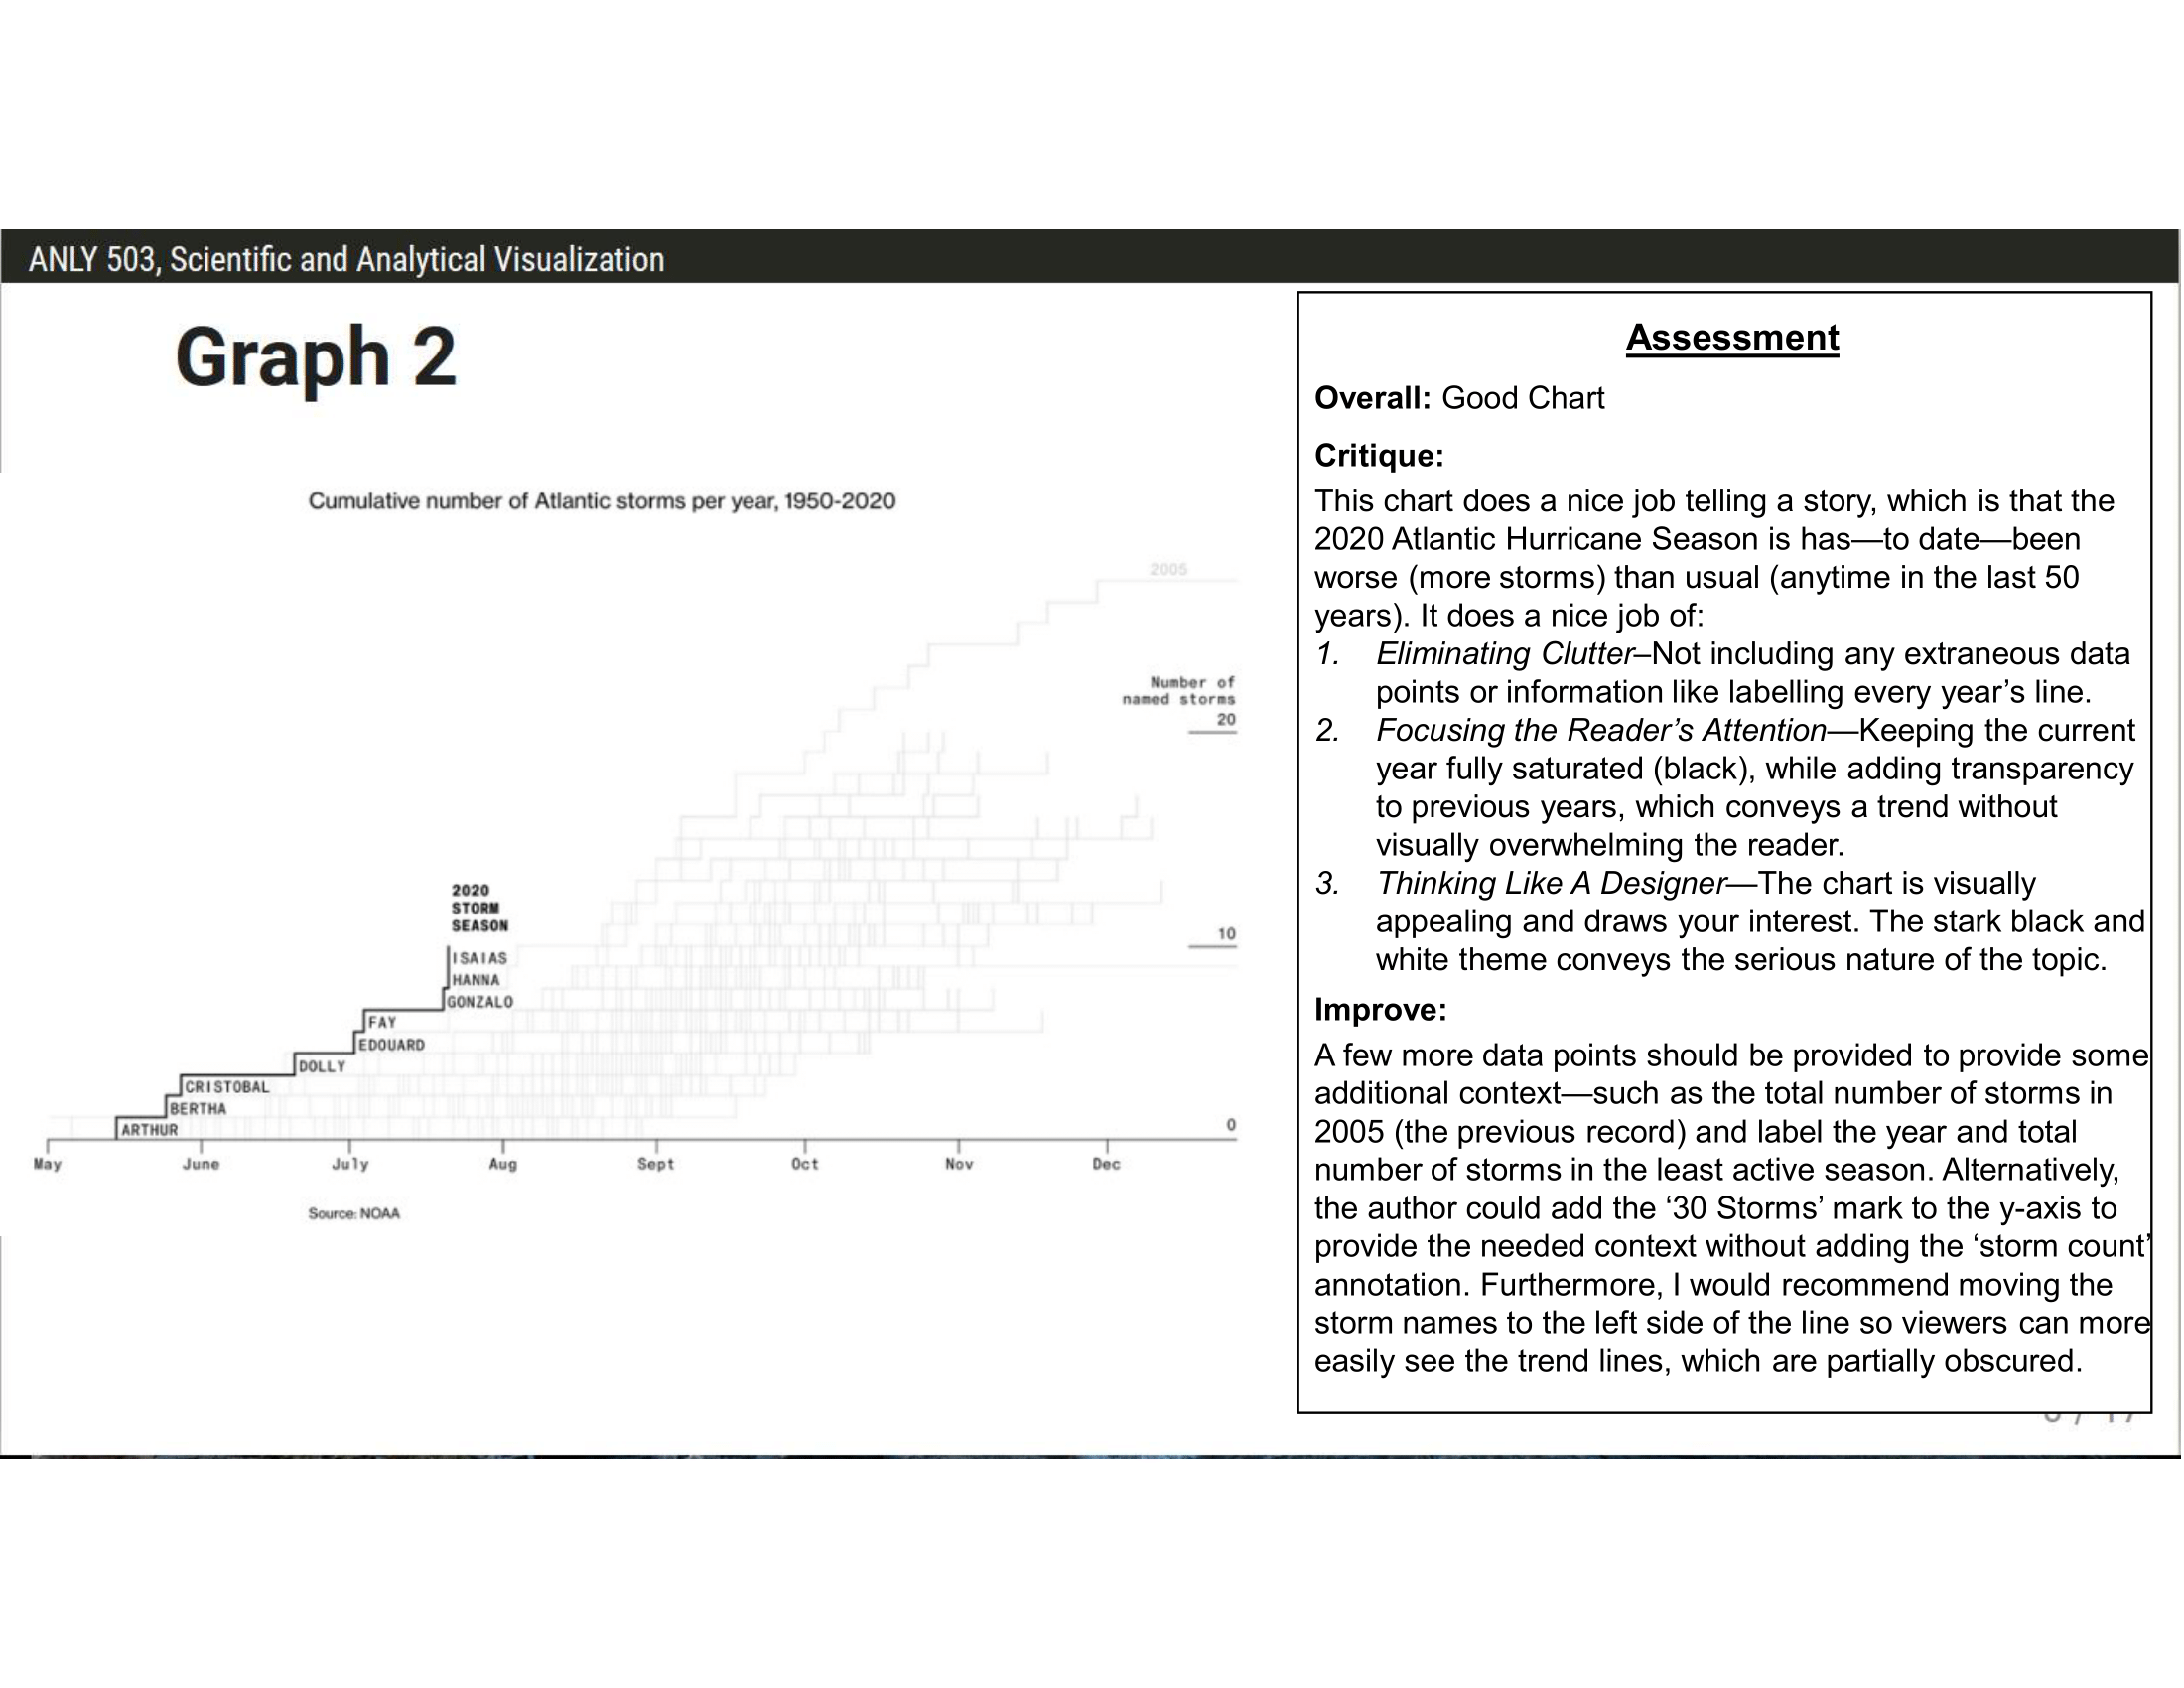 ANLY 503, Scientific and Analytical Visualization
Graph 2
Cumulative number of Atlantic storms per year, 1950-2020
2005
Number of
named storms
20
10
0
2020
STORM
SEASON
ISAIAS
HANNA
GONZALO
FAY
EDOUARD
DOLLY
CRISTOBAL
BERTHA
ARTHUR
May June July Aug Sept Oct Nov Dec
Source: NOAA
Assessment
Overall: Good Chart
Critique:
This chart does a nice job telling a story, which is that the
2020 Atlantic Hurricane Season is has—to date—been
worse (more storms) than usual (anytime in the last 50
years). It does a nice job of:
1. Eliminating Clutter–Not including any extraneous data
points or information like labelling every year’s line.
2. Focusing the Reader’s Attention—Keeping the current
year fully saturated (black), while adding transparency
to previous years, which conveys a trend without
visually overwhelming the reader.
3. Thinking Like A Designer—The chart is visually
appealing and draws your interest. The stark black and
white theme conveys the serious nature of the topic.
Improve:
A few more data points should be provided to provide some
additional context—such as the total number of storms in
2005 (the previous record) and label the year and total
number of storms in the least active season. Alternatively,
the author could add the ‘30 Storms’ mark to the y-axis to
provide the needed context without adding the ‘storm count’
annotation. Furthermore, I would recommend moving the
storm names to the left side of the line so viewers can more
easily see the trend lines, which are partially obscured.